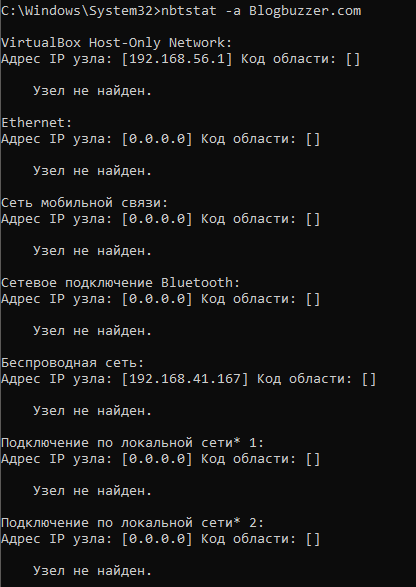 C:\Windows\System32>nbtstat -a Blogbuzzer.com
VirtualBox Host-Only Network:
Адрес IP узла: [192.168.56.1] Код области: []
Узел не найден.
Ethernet:
Адрес IP узла: [0.0.0.0] Код области: []
Узел не найден.
Сеть мобильной связи:
Адрес IP узла: [0.0.0.0] Код области: []
Узел не найден.
Сетевое подключение Bluetooth:
Адрес IP узла: [0.0.0.0] Код области: []
Узел не найден.
Беспроводная сеть:
Адрес IP узла: [192.168.41.167] Код области: []
Узел не найден.
Подключение по локальной сети* 1:
Адрес IP узла: [0.0.0.0] Код области: []
Узел не найден.
Подключение по локальной сети* 2:
Адрес IP узла: [0.0.0.0] Код области: []
Узел не найден.